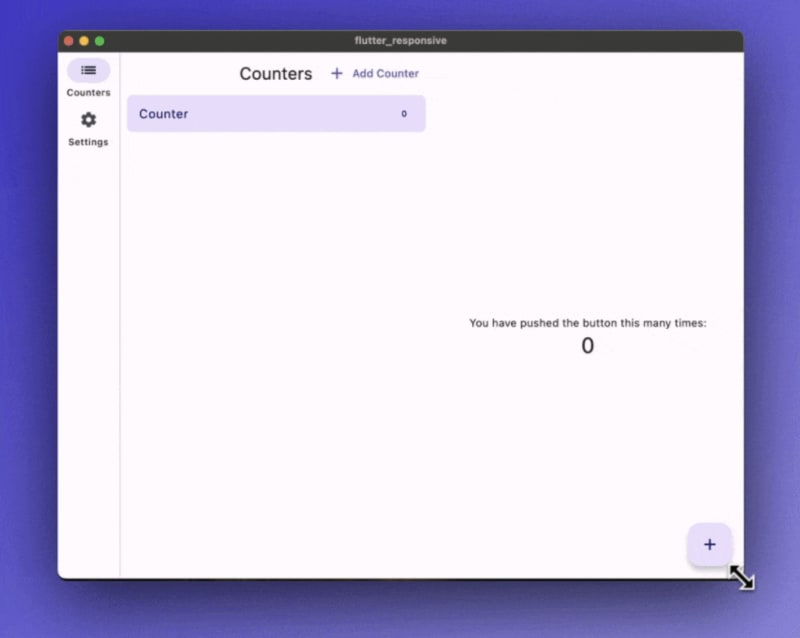 flutter_responsive
Counters
Settings
Counters + Add Counter
Counter 0
You have pushed the button this many times:
0
+